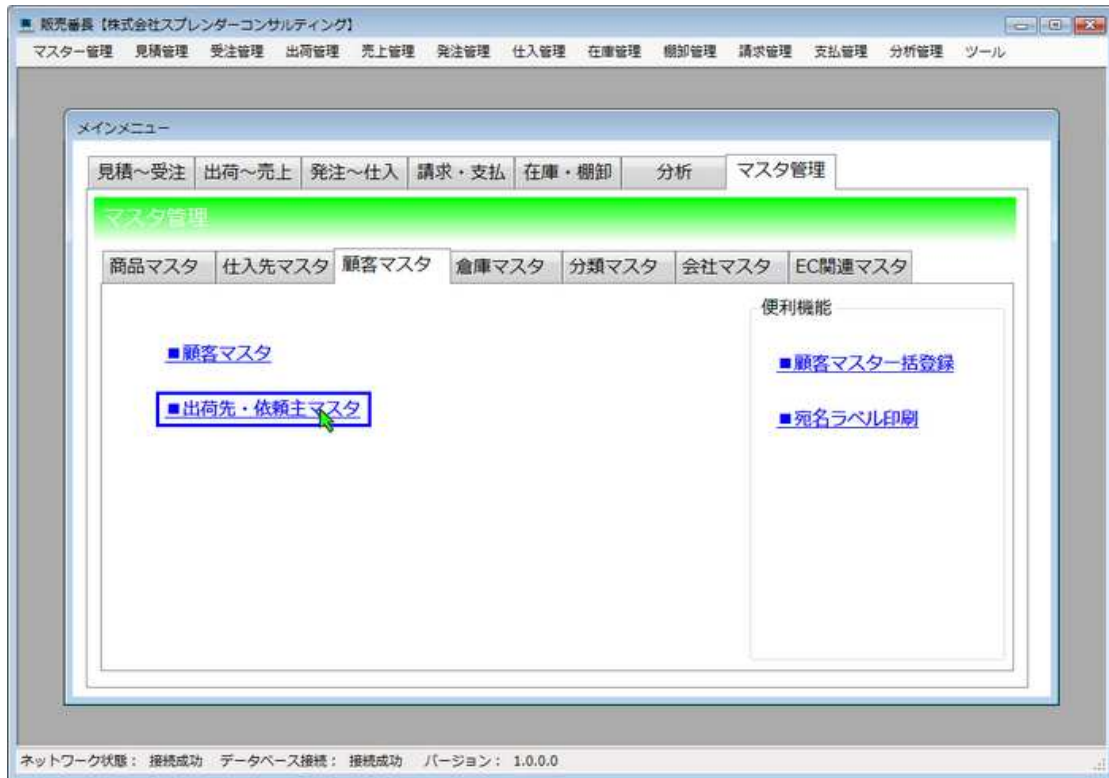 販売番長【株式会社スプレンダーコンサルティング】
マスター管理 見積管理 受注管理 出荷管理 売上管理 発注管理 仕入管理 在庫管理 棚卸管理 請求管理 支払管理 分析管理 ツール
メインメニュー
見積～受注 出荷～売上 発注～仕入 請求・支払 在庫・棚卸 分析 マスタ管理
マスタ管理
商品マスタ 仕入先マスタ 顧客マスタ 倉庫マスタ 分類マスタ 会社マスタ EC関連マスタ
便利機能
■顧客マスタ
■顧客マスタ一括登録
■出荷先・依頼主マスタ
■宛名ラベル印刷
ネットワーク状態： 接続成功 データベース接続： 接続成功 バージョン： 1.0.0.0